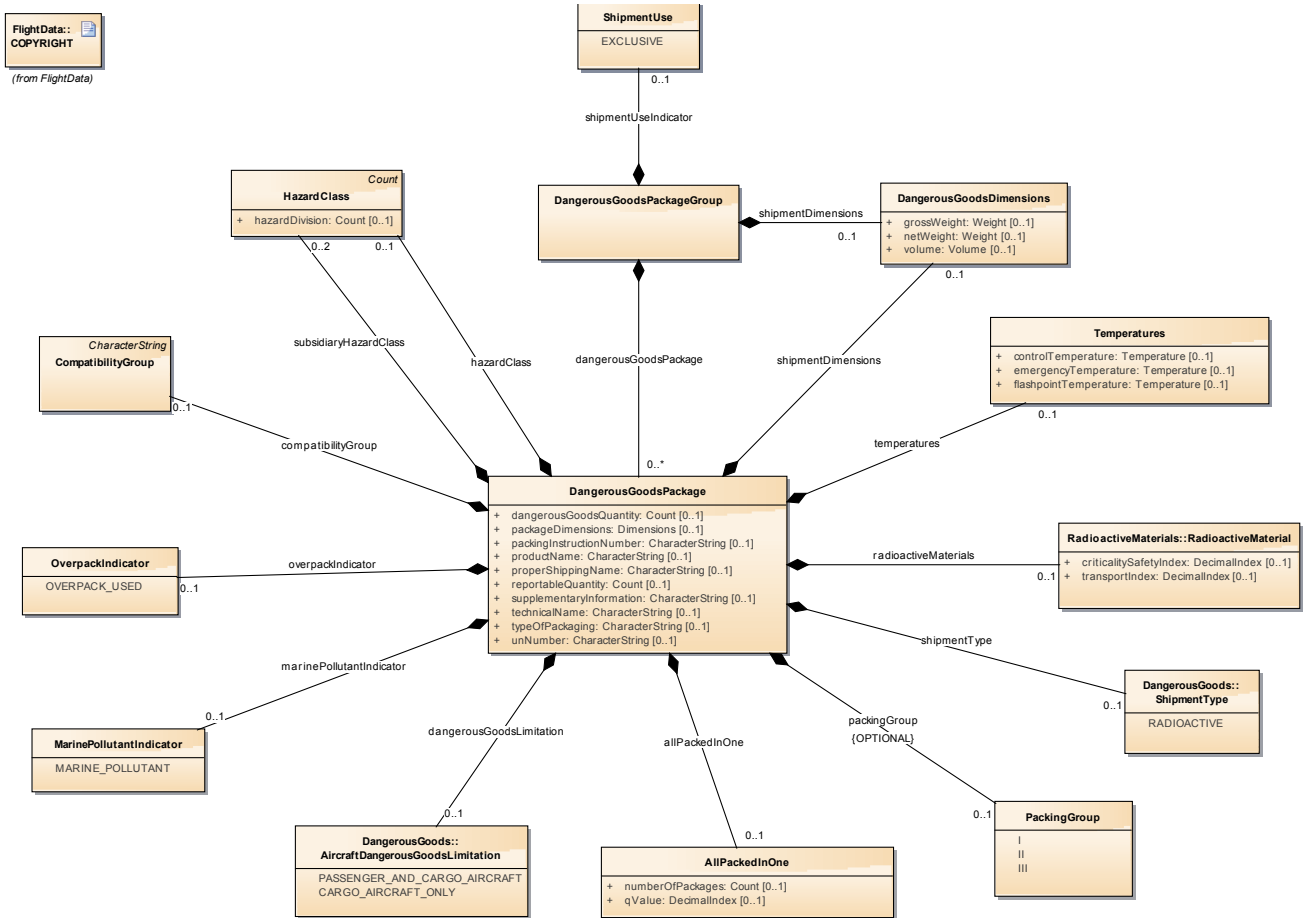 FlightData::
COPYRIGHT
(from FlightData)
ShipmentUse
EXCLUSIVE
0..1
shipmentUseIndicator
Count
HazardClass
+ hazardDivision: Count [0..1]
0..2
0..1
DangerousGoodsPackageGroup
shipmentDimensions
0..1
DangerousGoodsDimensions
+ grossWeight: Weight [0..1]
+ netWeight: Weight [0..1]
+ volume: Volume [0..1]
0..1
subsidiaryHazardClass
hazardClass
dangerousGoodsPackage
shipmentDimensions
Temperatures
+ controlTemperature: Temperature [0..1]
+ emergencyTemperature: Temperature [0..1]
+ flashpointTemperature: Temperature [0..1]
0..1
CharacterString
CompatibilityGroup
0..1
compatibilityGroup
temperatures
0..*
DangerousGoodsPackage
+ dangerousGoodsQuantity: Count [0..1]
+ packageDimensions: Dimensions [0..1]
+ packingInstructionNumber: CharacterString [0..1]
+ productName: CharacterString [0..1]
+ properShippingName: CharacterString [0..1]
+ reportableQuantity: Count [0..1]
+ supplementaryInformation: CharacterString [0..1]
+ technicalName: CharacterString [0..1]
+ typeOfPackaging: CharacterString [0..1]
+ unNumber: CharacterString [0..1]
radioactiveMaterials
0..1
RadioactiveMaterials::RadioactiveMaterial
+ criticalitySafetyIndex: DecimalIndex [0..1]
+ transportIndex: DecimalIndex [0..1]
OverpackIndicator
OVERPACK_USED
0..1
overpackIndicator
shipmentType
0..1
DangerousGoods::
ShipmentType
RADIOACTIVE
marinePollutantIndicator
0..1
MarinePollutantIndicator
MARINE_POLLUTANT
dangerousGoodsLimitation
0..1
allPackedInOne
0..1
packingGroup
{OPTIONAL}
0..1
DangerousGoods::
AircraftDangerousGoodsLimitation
PASSENGER_AND_CARGO_AIRCRAFT
CARGO_AIRCRAFT_ONLY
AllPackedInOne
+ numberOfPackages: Count [0..1]
+ qValue: DecimalIndex [0..1]
PackingGroup
I
II
III